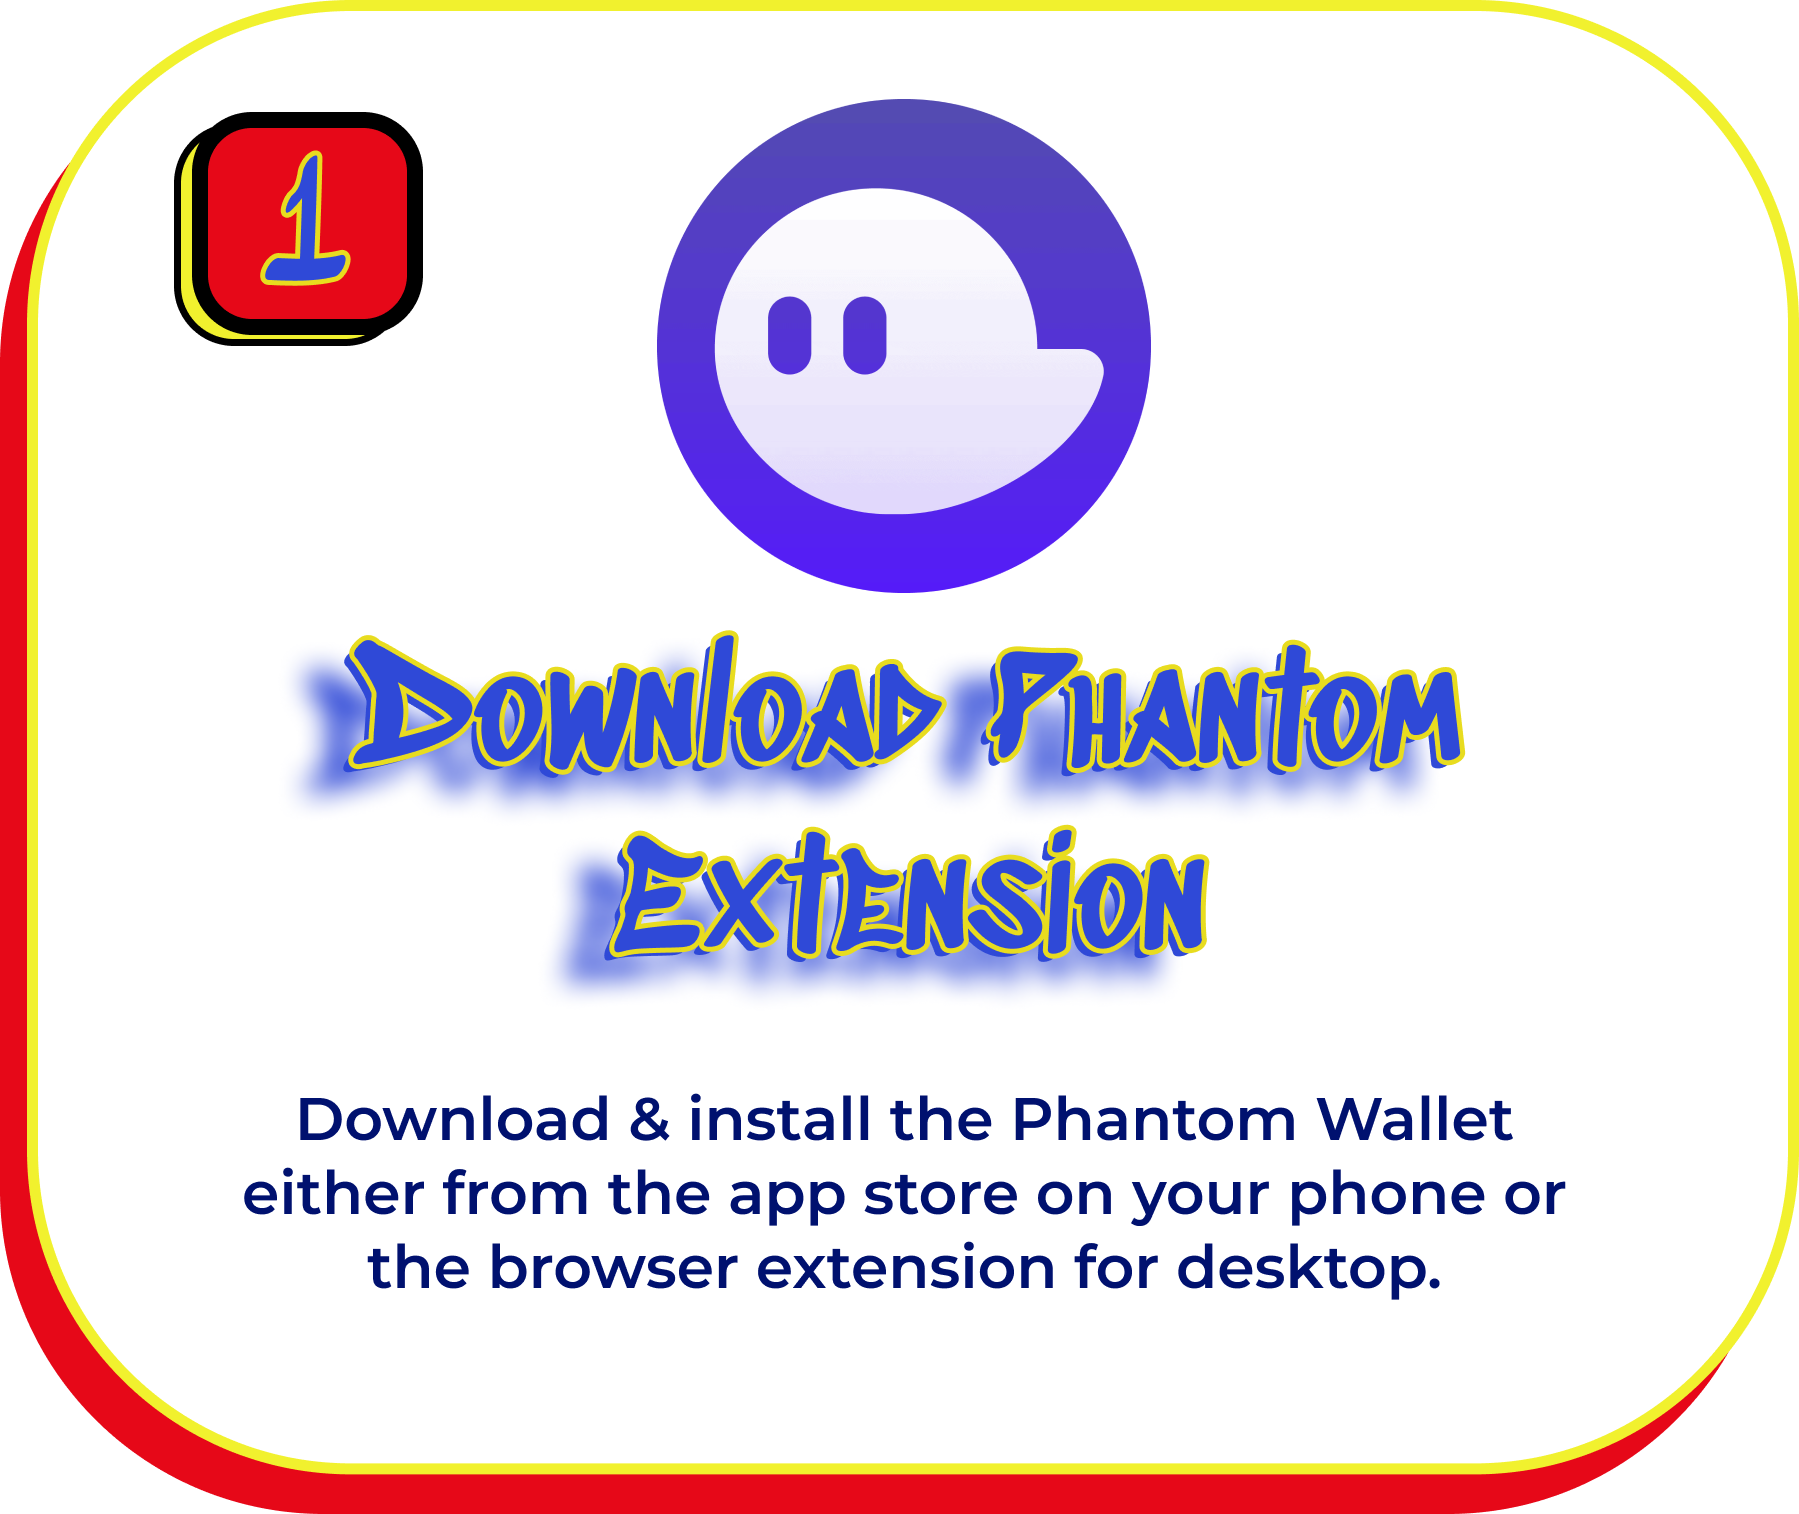 1
Download Phantom
Extension
Download & install the Phantom Wallet
either from the app store on your phone or
the browser extension for desktop.